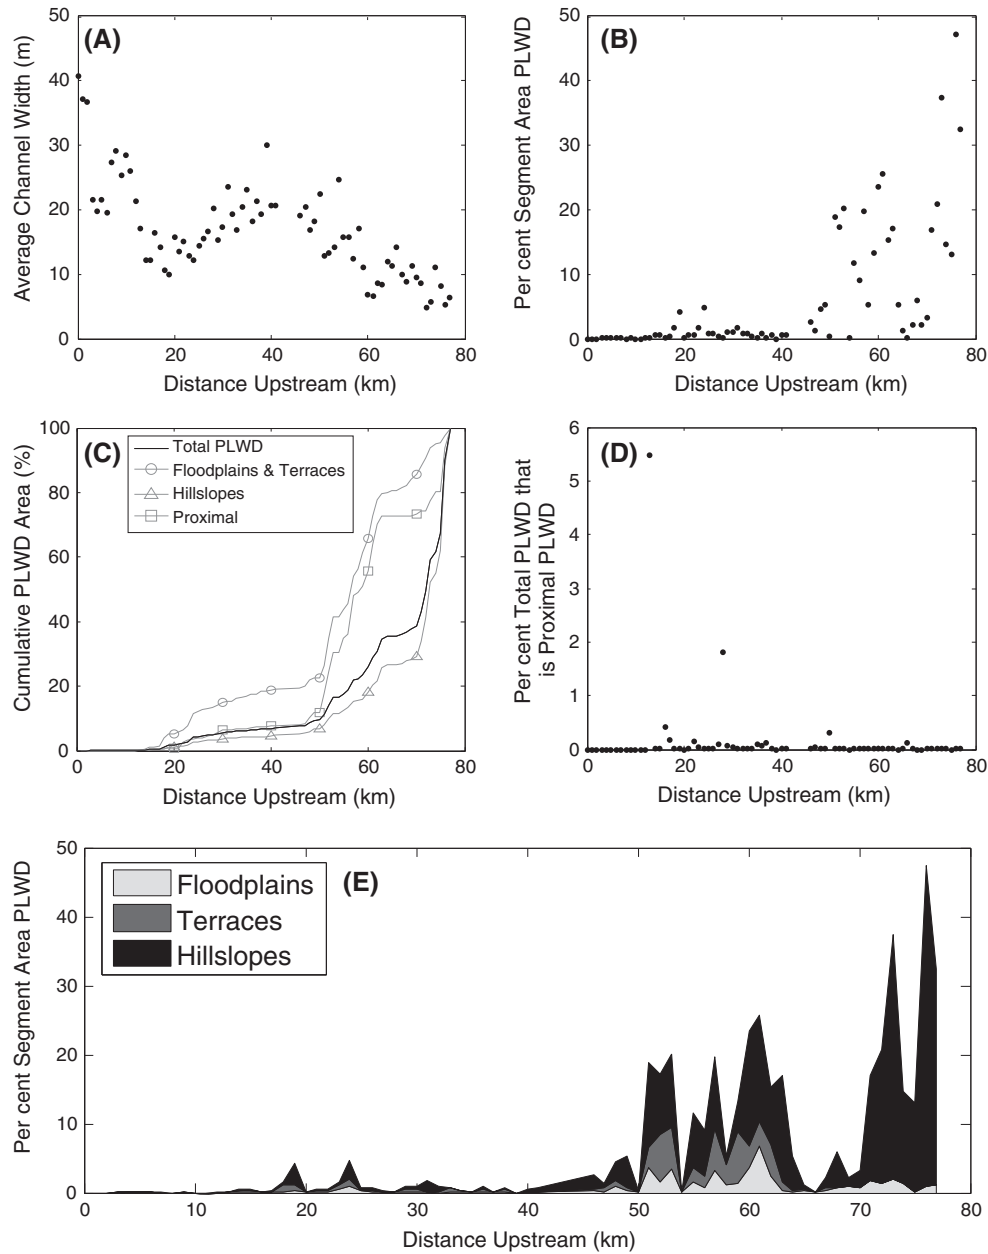 (A)
Average Channel Width (m)
50
40
30
20
10
0
0 20 40 60 80
Distance Upstream (km)
(B)
Per cent Segment Area PLWD
50
40
30
20
10
0
0 20 40 60 80
Distance Upstream (km)
(C)
Cumulative PLWD Area (%)
100
80
60
40
20
0
Total PLWD
Floodplains & Terraces
Hillslopes
Proximal
0 20 40 60 80
Distance Upstream (km)
(D)
Per cent Total PLWD that
is Proximal PLWD
6
5
4
3
2
1
0
0 20 40 60 80
Distance Upstream (km)
(E)
Per cent Segment Area PLWD
50
40
30
20
10
0
Floodplains
Terraces
Hillslopes
0 10 20 30 40 50 60 70 80
Distance Upstream (km)